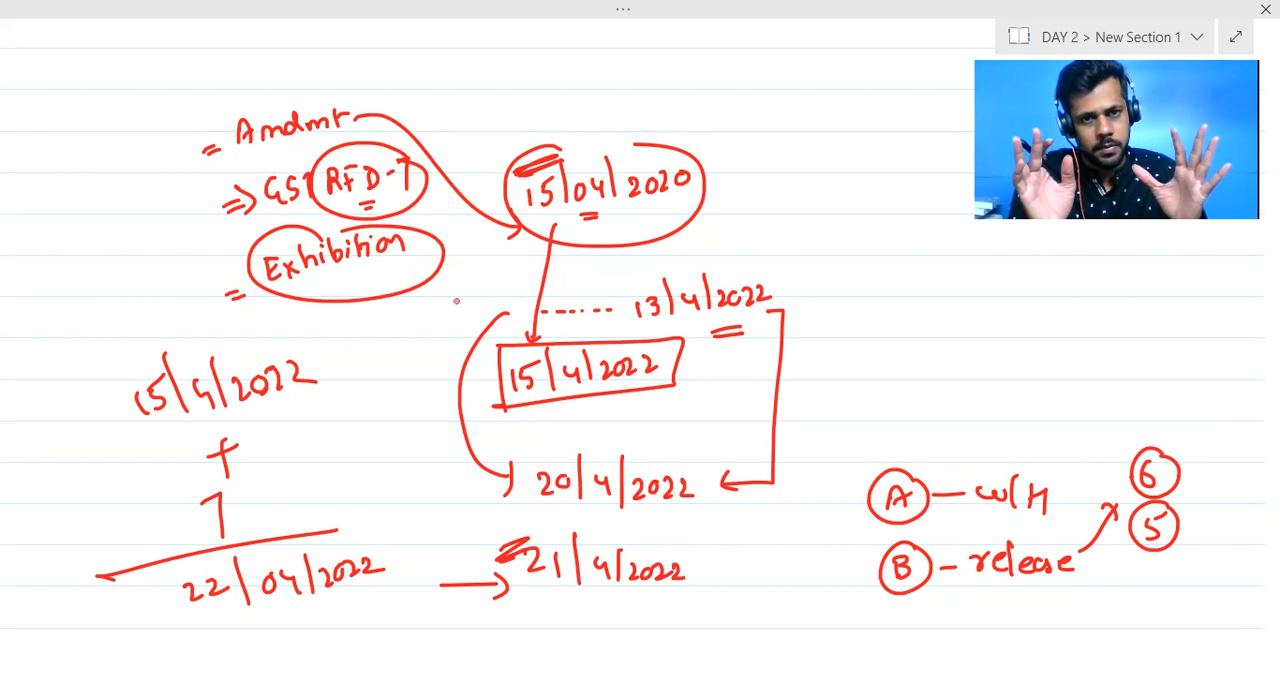 DAY 2 > New Section 1
= Amdmt
=> GST RFD-7
= Exhibition
15/04/2020
...... 13/4/2022
15/4/2022
15/4/2022
+
7
22/04/2022
20/4/2022
21/4/2022
A - W/H
B - release
6
5